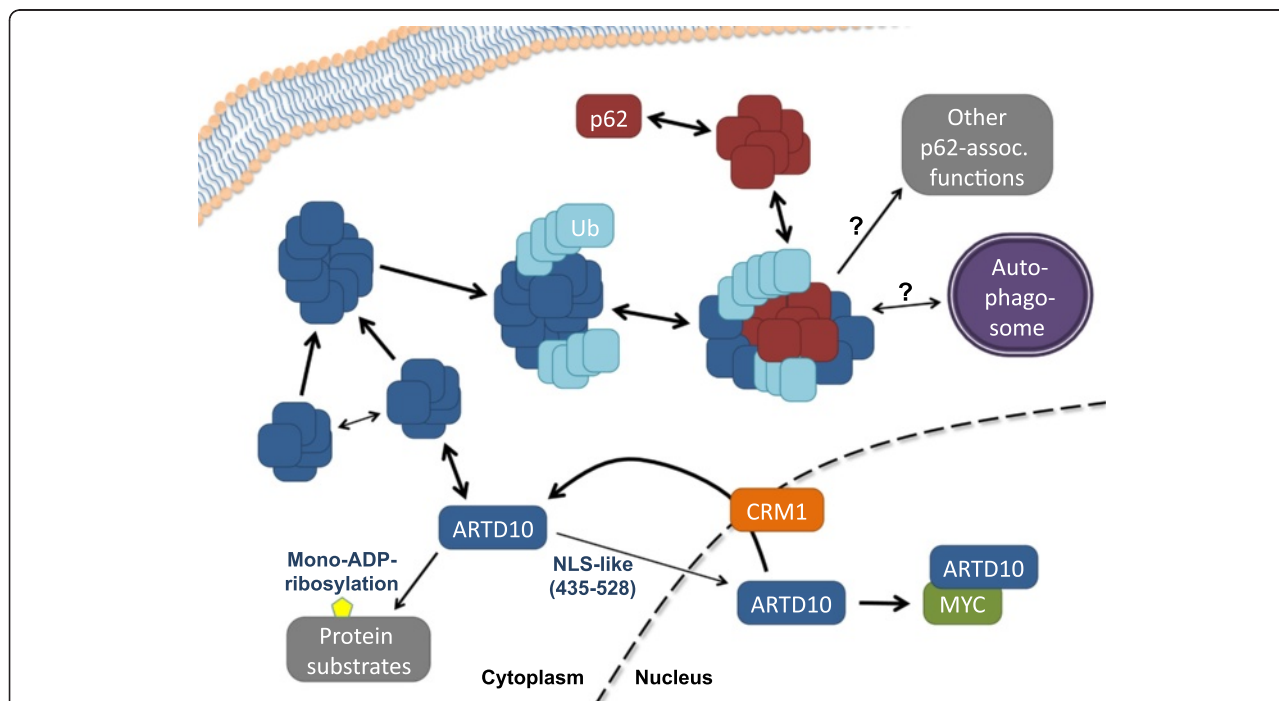 p62
Other
p62-assoc.
functions
Ub
?
Auto-
phago-
some
?
CRM1
ARTD10
Mono-ADP-
ribosylation
NLS-like
(435-528)
ARTD10
ARTD10
MYC
Protein
substrates
Cytoplasm
Nucleus